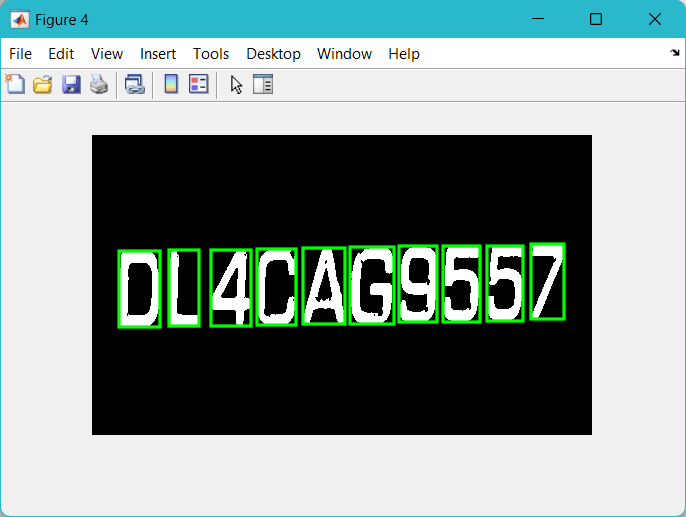 Figure 4
File Edit View Insert Tools Desktop Window Help
DL4CAG9557